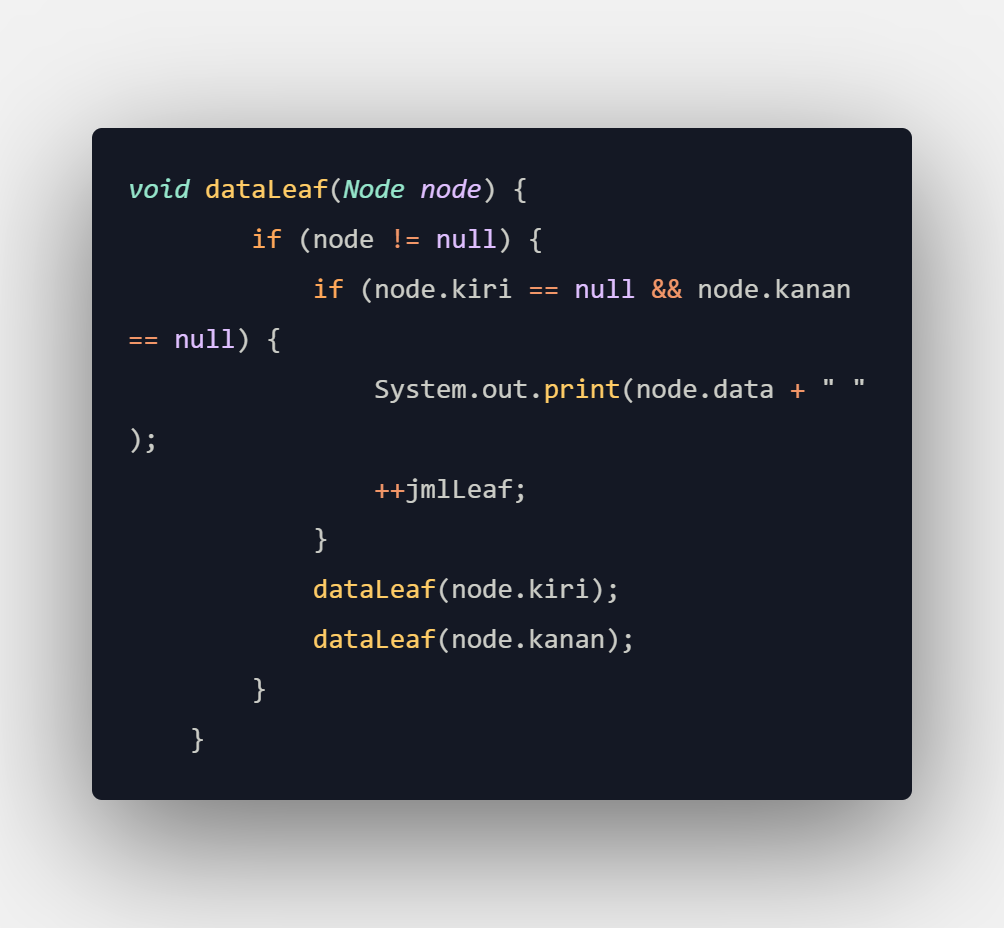 void dataLeaf(Node node) {
        if (node != null) {
            if (node.kiri == null && node.kanan
== null) {
                System.out.print(node.data + " "
);
                ++jmlLeaf;
            }
            dataLeaf(node.kiri);
            dataLeaf(node.kanan);
        }
    }